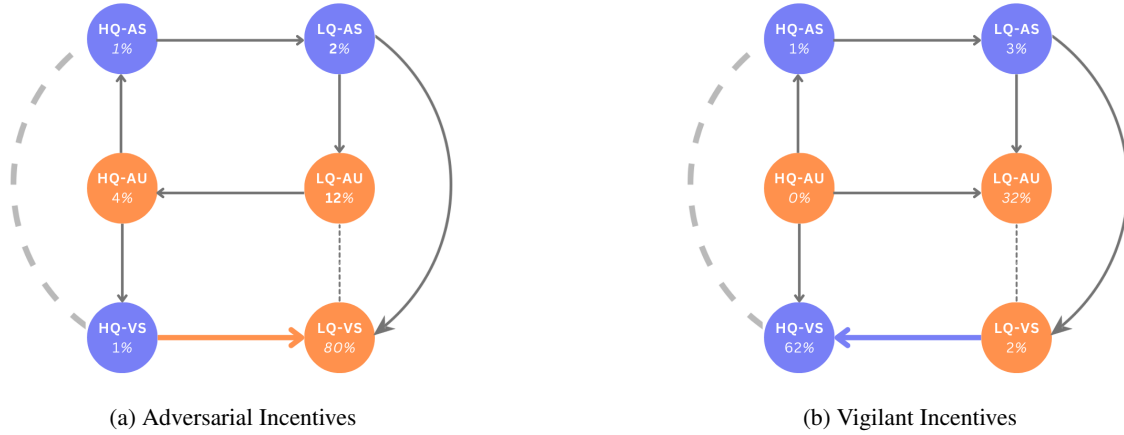 HQ-AS
1%
LQ-AS
2%
HQ-AU
4%
LQ-AU
12%
HQ-VS
1%
LQ-VS
80%
(a) Adversarial Incentives
HQ-AS
1%
LQ-AS
3%
HQ-AU
0%
LQ-AU
32%
HQ-VS
62%
LQ-VS
2%
(b) Vigilant Incentives